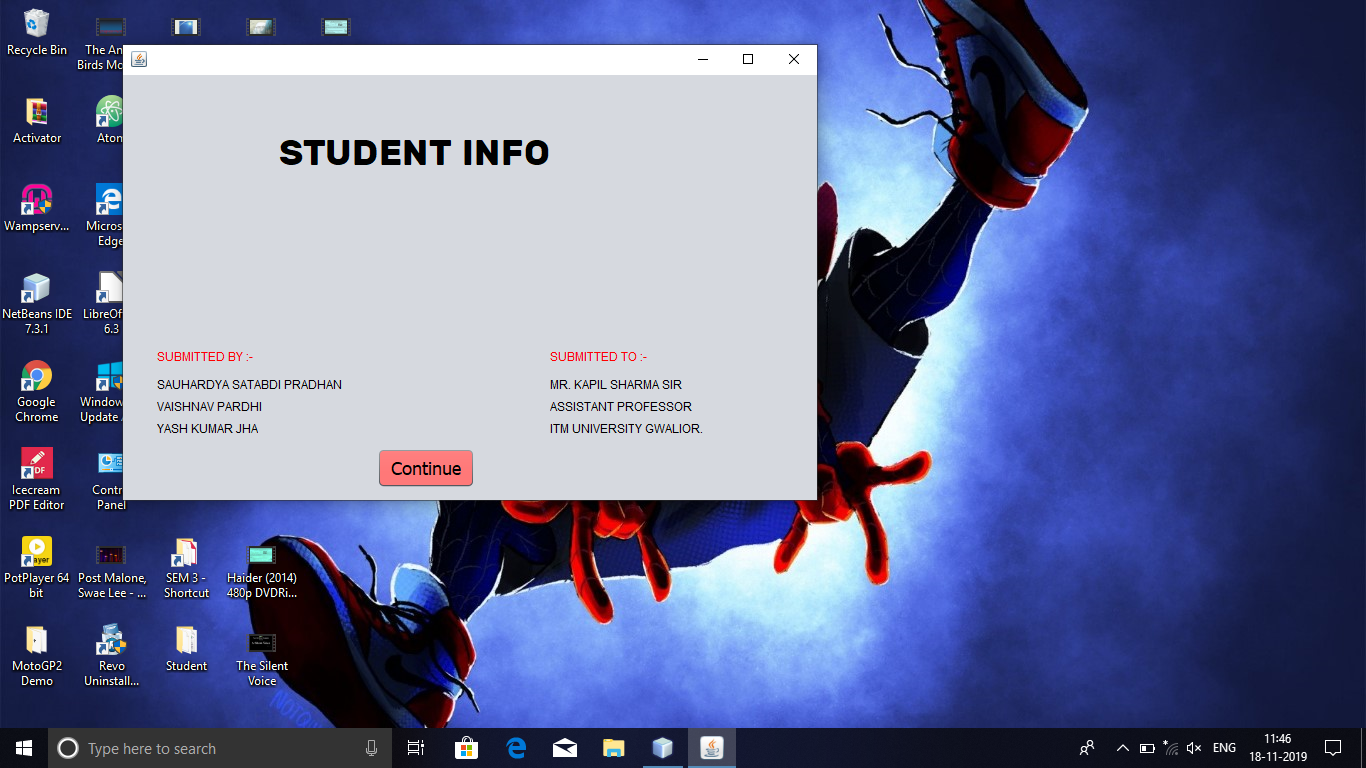 Recycle Bin
The An
Birds Mo
Activator
Aton
Wampserv...
Micros
Edge
NetBeans IDE
7.3.1
LibreOf
6.3
Google
Chrome
Window
Update
Icecream
PDF Editor
Contr
Panel
PotPlayer 64
bit
Post Malone,
Swae Lee - ...
SEM 3 -
Shortcut
Haider (2014)
480p DVDRi...
MotoGP2
Demo
Revo
Uninstall...
Student
The Silent
Voice
STUDENT INFO
SUBMITTED BY :-
SAUHARDYA SATABDI PRADHAN
VAISHNAV PARDHI
YASH KUMAR JHA
SUBMITTED TO :-
MR. KAPIL SHARMA SIR
ASSISTANT PROFESSOR
ITM UNIVERSITY GWALIOR.
Continue
Type here to search
ENG
11:46
18-11-2019